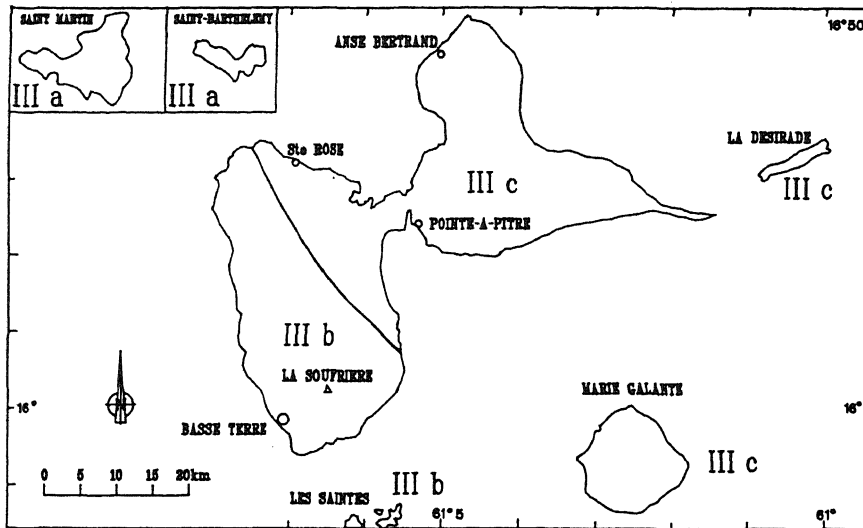 SAINT MARTIN
SAINT-BARTHELEMY
III a
III a
ANSE BERTRAND
16°50
Ste ROSE
LA DESIRADE
III c
III c
POINTE-A-PITRE
III b
LA SOUFRIERE
MARIE GALANTE
16°
16°
BASSE TERRE
III c
0 5 10 15 20km
III b
LES SAINTES
61°5
61°